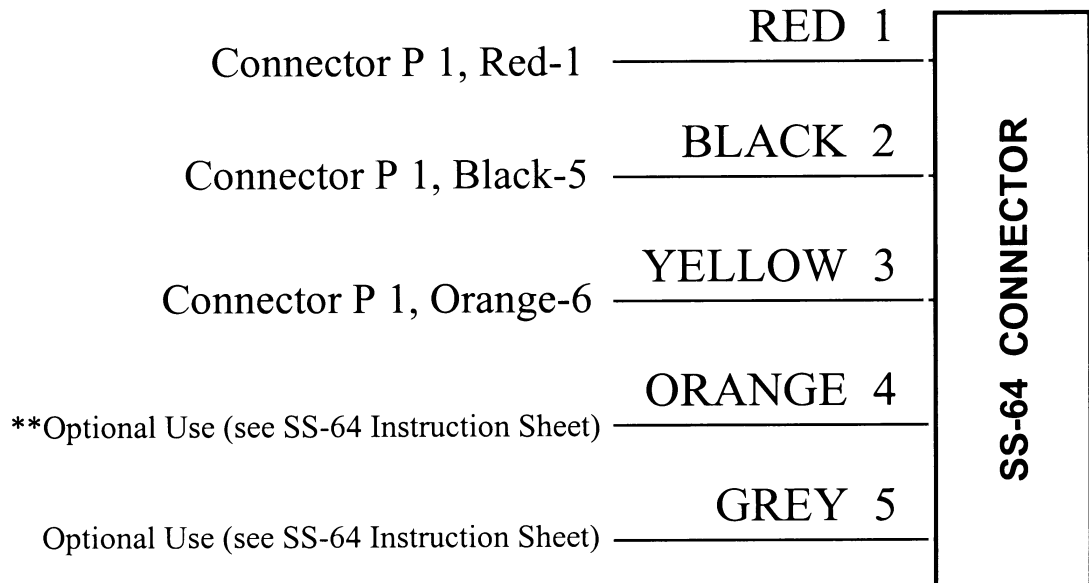 RED 1
Connector P 1, Red-1
BLACK 2
Connector P 1, Black-5
YELLOW 3
Connector P 1, Orange-6
ORANGE 4
**Optional Use (see SS-64 Instruction Sheet)
GREY 5
Optional Use (see SS-64 Instruction Sheet)
SS-64 CONNECTOR